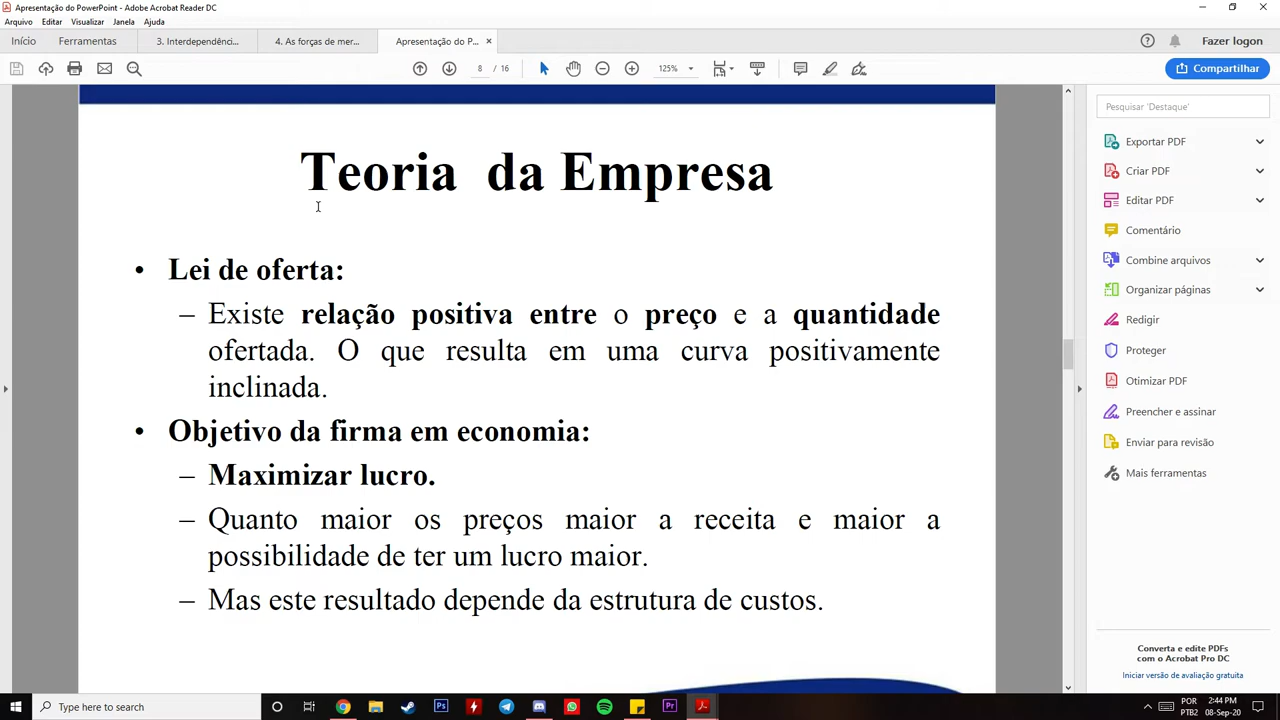 Apresentação do PowerPoint - Adobe Acrobat Reader DC
Arquivo Editar Visualizar Janela Ajuda
Início Ferramentas 3. Interdependênci... 4. As forças de mer... Apresentação do P... ×
Fazer logon
8 / 16 125% Compartilhar
Teoria da Empresa
• Lei de oferta:
– Existe relação positiva entre o preço e a quantidade
ofertada. O que resulta em uma curva positivamente
inclinada.
• Objetivo da firma em economia:
– Maximizar lucro.
– Quanto maior os preços maior a receita e maior a
possibilidade de ter um lucro maior.
– Mas este resultado depende da estrutura de custos.
Pesquisar 'Destaque'
Exportar PDF
Criar PDF
Editar PDF
Comentário
Combine arquivos
Organizar páginas
Redigir
Proteger
Otimizar PDF
Preencher e assinar
Enviar para revisão
Mais ferramentas
Converta e edite PDFs
com o Acrobat Pro DC
Iniciar versão de avaliação gratuita
Type here to search
Ps
Pr
POR
PTB2
2:44 PM
08-Sep-20